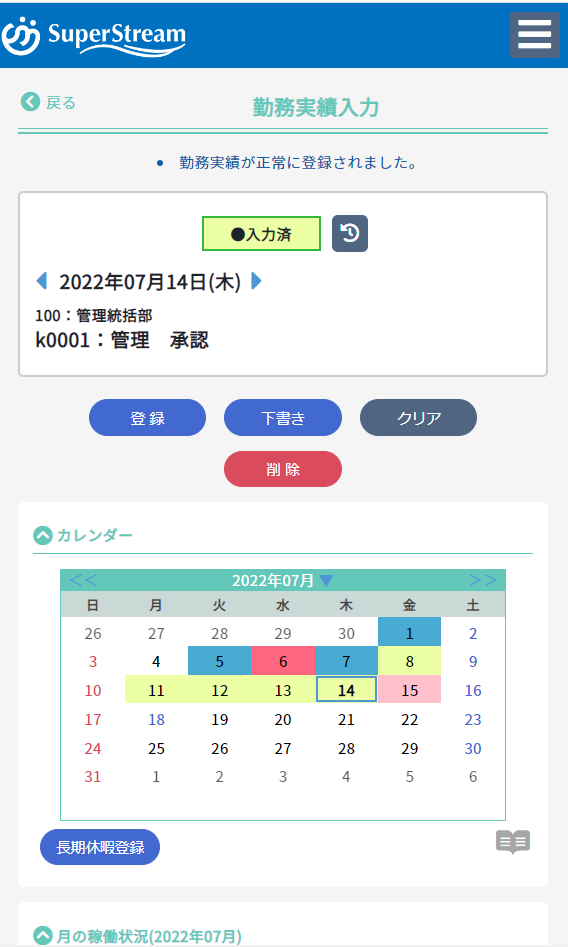 SuperStream
戻る
勤務実績入力
● 勤務実績が正常に登録されました。
●入力済
2022年07月14日(木)
100：管理統括部
k0001：管理　承認
登 録 下書き クリア
削 除
カレンダー
<< 2022年07月 ▼ >>
日 月 火 水 木 金 土
26 27 28 29 30 1 2
3 4 5 6 7 8 9
10 11 12 13 14 15 16
17 18 19 20 21 22 23
24 25 26 27 28 29 30
31 1 2 3 4 5 6
長期休暇登録
月の稼働状況(2022年07月)